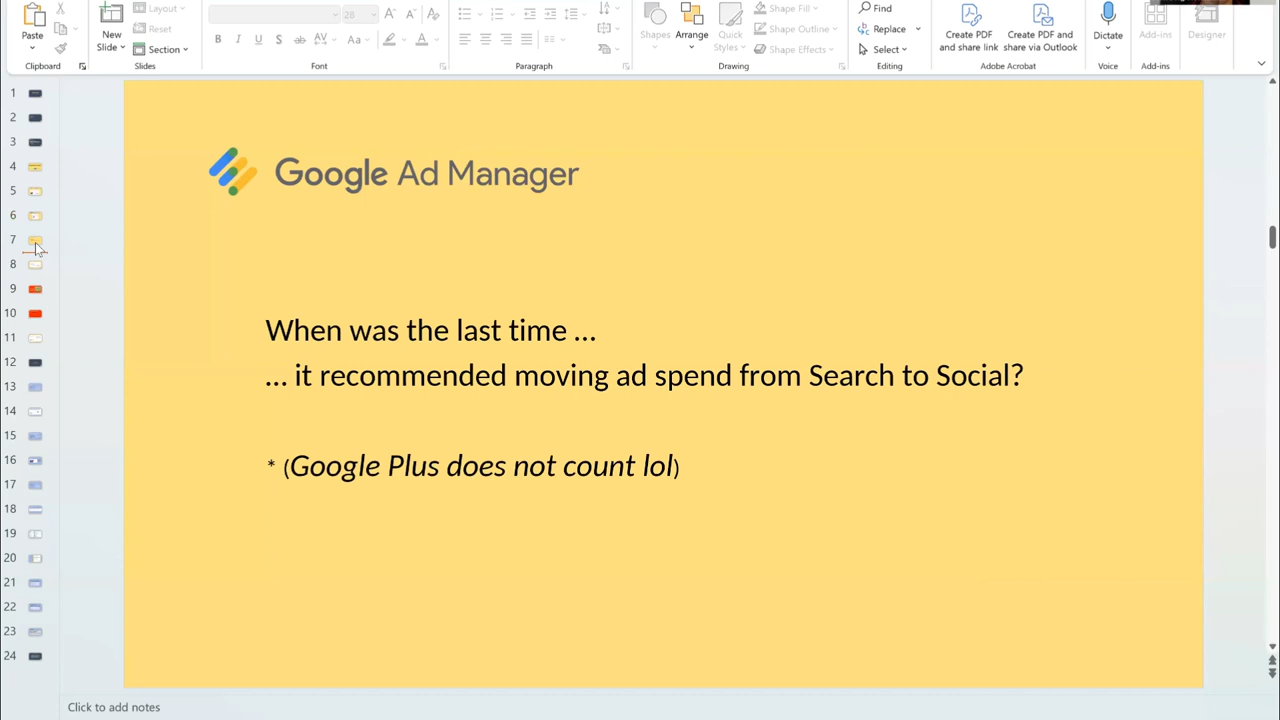 Paste
Clipboard
New
Slide
Layout
Reset
Section
Slides
28
B I U S ab AV Aa A
Font
Paragraph
Shapes
Arrange
Quick
Styles
Shape Fill
Shape Outline
Shape Effects
Drawing
Find
Replace
Select
Editing
Create PDF
and share link
Create PDF and
share via Outlook
Adobe Acrobat
Dictate
Voice
Add-ins
Add-ins
Designer
1
2
3
4
5
6
7
8
9
10
11
12
13
14
15
16
17
18
19
20
21
22
23
24
Google Ad Manager
When was the last time ...
... it recommended moving ad spend from Search to Social?
* (Google Plus does not count lol)
Click to add notes